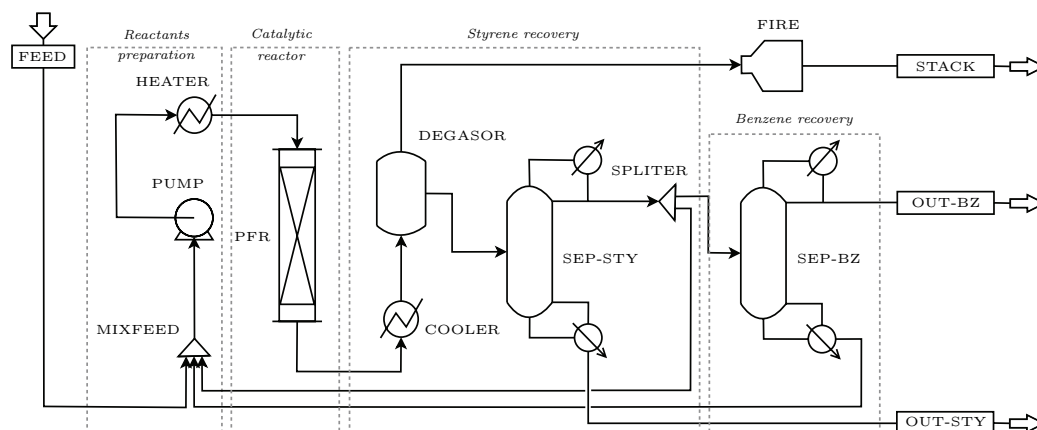 FIRE
Reactants
preparation
Catalytic
reactor
Styrene recovery
FEED
STACK
HEATER
Benzene recovery
DEGASOR
SPLITER
PUMP
OUT-BZ
PFR
SEP-STY
SEP-BZ
MIXFEED
COOLER
OUT-STY